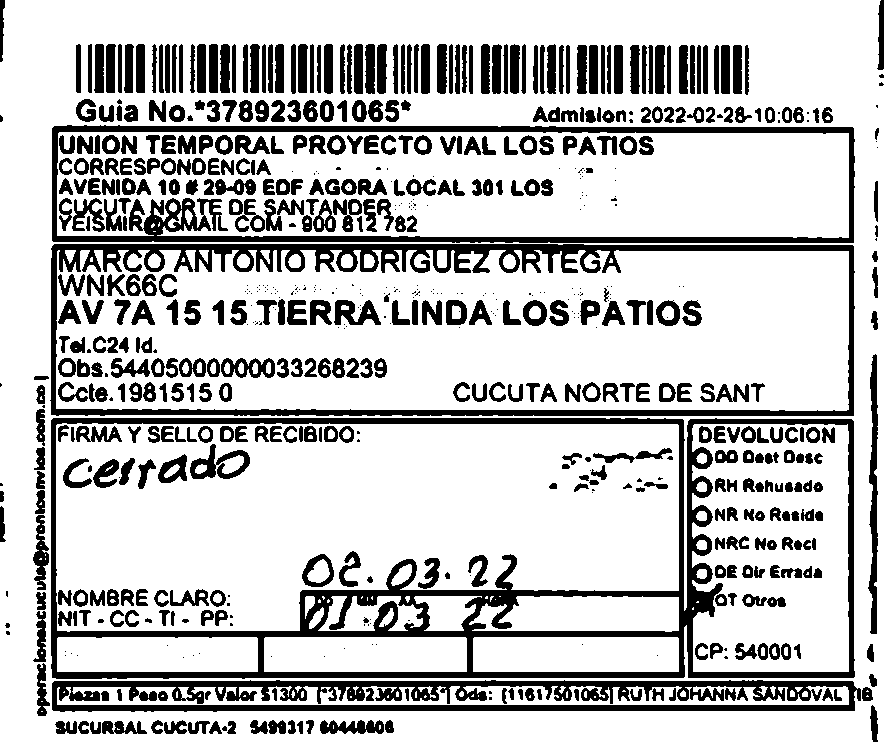 Guia No.*378923601065*
Admision: 2022-02-28-10:06:16
UNION TEMPORAL PROYECTO VIAL LOS PATIOS
CORRESPONDENCIA
AVENIDA 10 # 29-09 EDF AGORA LOCAL 301 LOS
CUCUTA NORTE DE SANTANDER
YEISMIR@GMAIL COM - 900 812 782
MARCO ANTONIO RODRIGUEZ ORTEGA
WNK66C
AV 7A 15 15 TIERRA LINDA LOS PATIOS
Tel.C24 Id.
Obs.54405000000033268239
Ccte.1981515 0
CUCUTA NORTE DE SANT
operacionescucuta@prontoenvios.com.co |
FIRMA Y SELLO DE RECIBIDO:
cerrado
02.03.22
NOMBRE CLARO:
NIT - CC - TI - PP:
01.03 22
DEVOLUCION
DD Dest Desc
RH Rehusado
NR No Reside
NRC No Recl
DE Dir Errada
OT Otros
CP: 540001
Piezas 1 Peso 0.5gr Valor $1300 [*378923601065*] Ods: [11617501065] RUTH JOHANNA SANDOVAL TIB
SUCURSAL CUCUTA-2 5499317 60448606